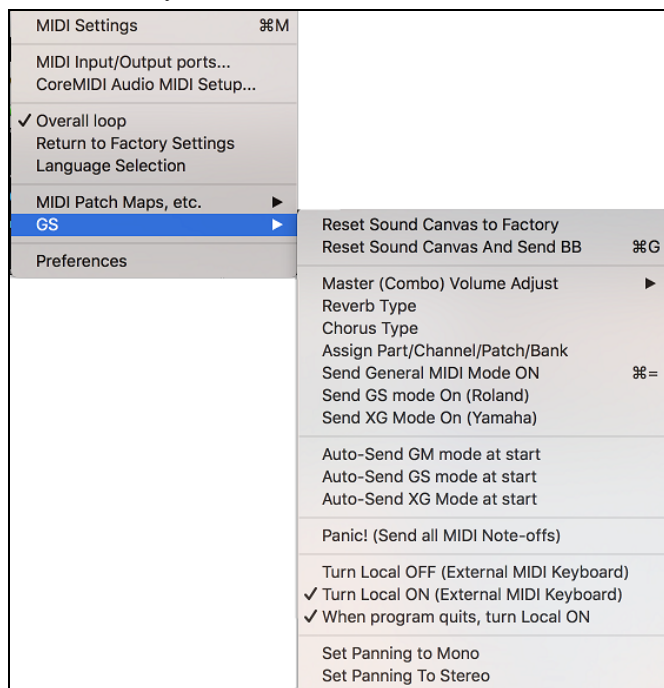 MIDI Settings ⌘M
MIDI Input/Output ports...
CoreMIDI Audio MIDI Setup...
✓ Overall loop
Return to Factory Settings
Language Selection
MIDI Patch Maps, etc. ▶
GS ▶
Preferences
Reset Sound Canvas to Factory
Reset Sound Canvas And Send BB ⌘G
Master (Combo) Volume Adjust ▶
Reverb Type
Chorus Type
Assign Part/Channel/Patch/Bank
Send General MIDI Mode ON ⌘=
Send GS mode On (Roland)
Send XG Mode On (Yamaha)
Auto-Send GM mode at start
Auto-Send GS mode at start
Auto-Send XG Mode at start
Panic! (Send all MIDI Note-offs)
Turn Local OFF (External MIDI Keyboard)
✓ Turn Local ON (External MIDI Keyboard)
✓ When program quits, turn Local ON
Set Panning to Mono
Set Panning To Stereo